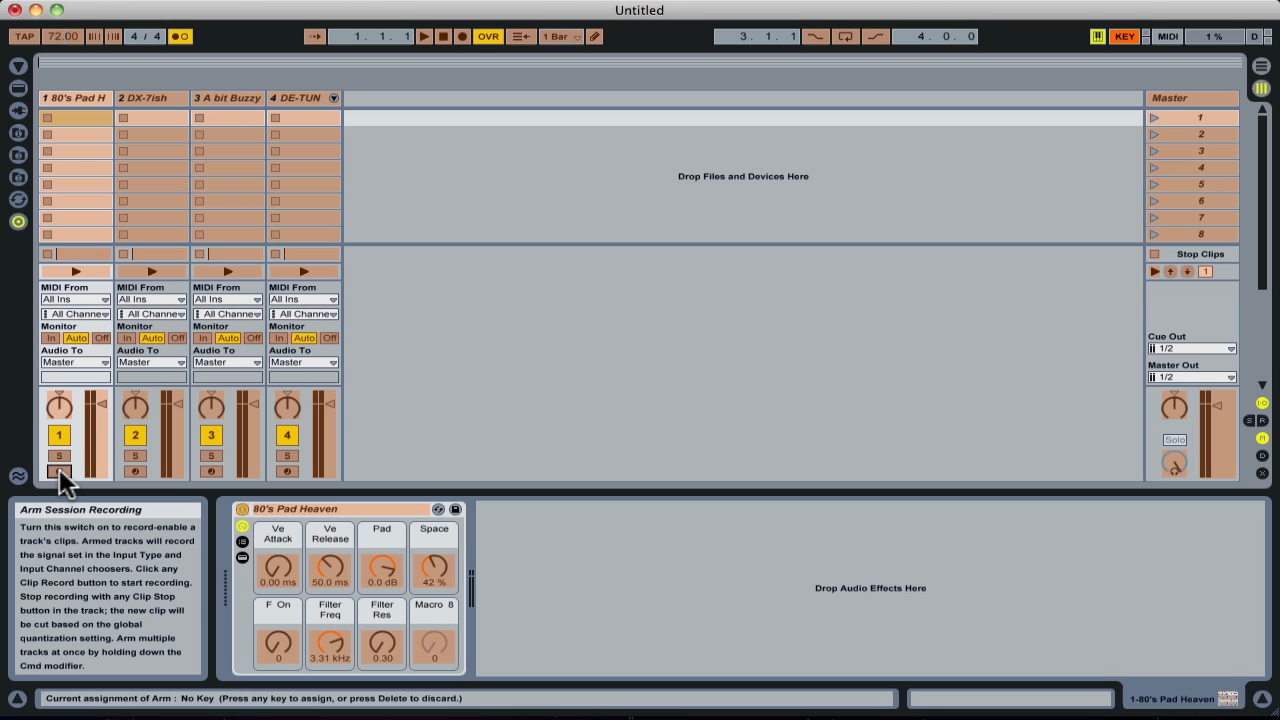 Untitled
TAP 72.00 4 / 4 1. 1. 1 OVR 1 Bar 3. 1. 1 4. 0. 0 KEY MIDI 1 % D
1 80's Pad H 2 DX-7ish 3 A bit Buzzy 4 DE-TUN Master
1
2
3
4
5
6
7
8
Drop Files and Devices Here
Stop Clips
1
MIDI From MIDI From MIDI From MIDI From
All Ins All Ins All Ins All Ins
All Channe All Channe All Channe All Channe
Monitor Monitor Monitor Monitor
In Auto Off In Auto Off In Auto Off In Auto Off
Audio To Audio To Audio To Audio To
Master Master Master Master
Cue Out
1/2
Master Out
1/2
1 2 3 4
S S S S
Solo
I·O
S R
M
D
X
Arm Session Recording
Turn this switch on to record-enable a
track's clips. Armed tracks will record
the signal set in the Input Type and
Input Channel choosers. Click any
Clip Record button to start recording.
Stop recording with any Clip Stop
button in the track; the new clip will
be cut based on the global
quantization setting. Arm multiple
tracks at once by holding down the
Cmd modifier.
80's Pad Heaven
Ve Attack Ve Release Pad Space
0.00 ms 50.0 ms 0.0 dB 42 %
F On Filter Freq Filter Res Macro 8
0 3.31 kHz 0.30 0
Drop Audio Effects Here
Current assignment of Arm : No Key (Press any key to assign, or press Delete to discard.)
1-80's Pad Heaven